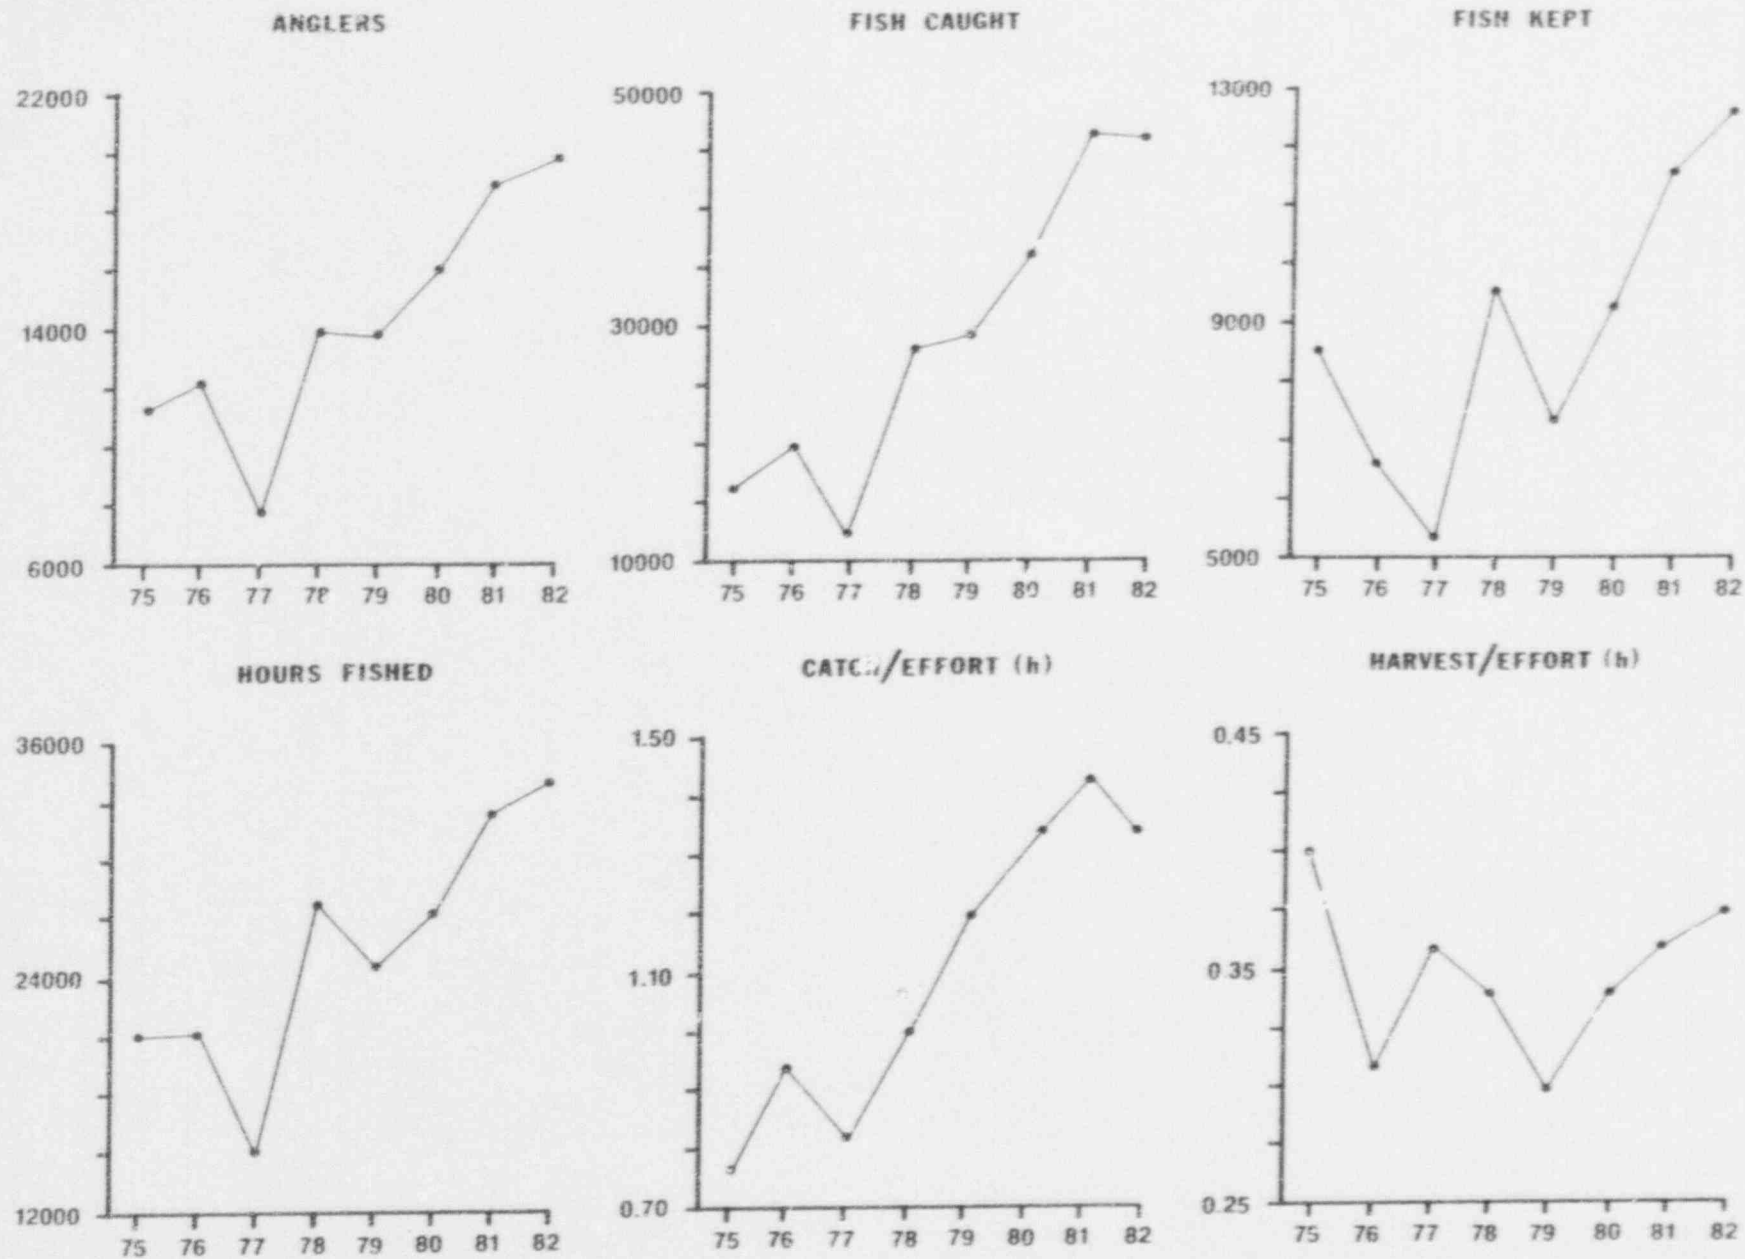 ANGLERS
22000
14000
6000
75 76 77 78 79 80 81 82
FISH CAUGHT
50000
30000
10000
75 76 77 78 79 80 81 82
FISH KEPT
13000
9000
5000
75 76 77 78 79 80 81 82
HOURS FISHED
36000
24000
12000
75 76 77 78 79 80 81 82
CATCH/EFFORT (h)
1.50
1.10
0.70
75 76 77 78 79 80 81 82
HARVEST/EFFORT (h)
0.45
0.35
0.25
75 76 77 78 79 80 81 82